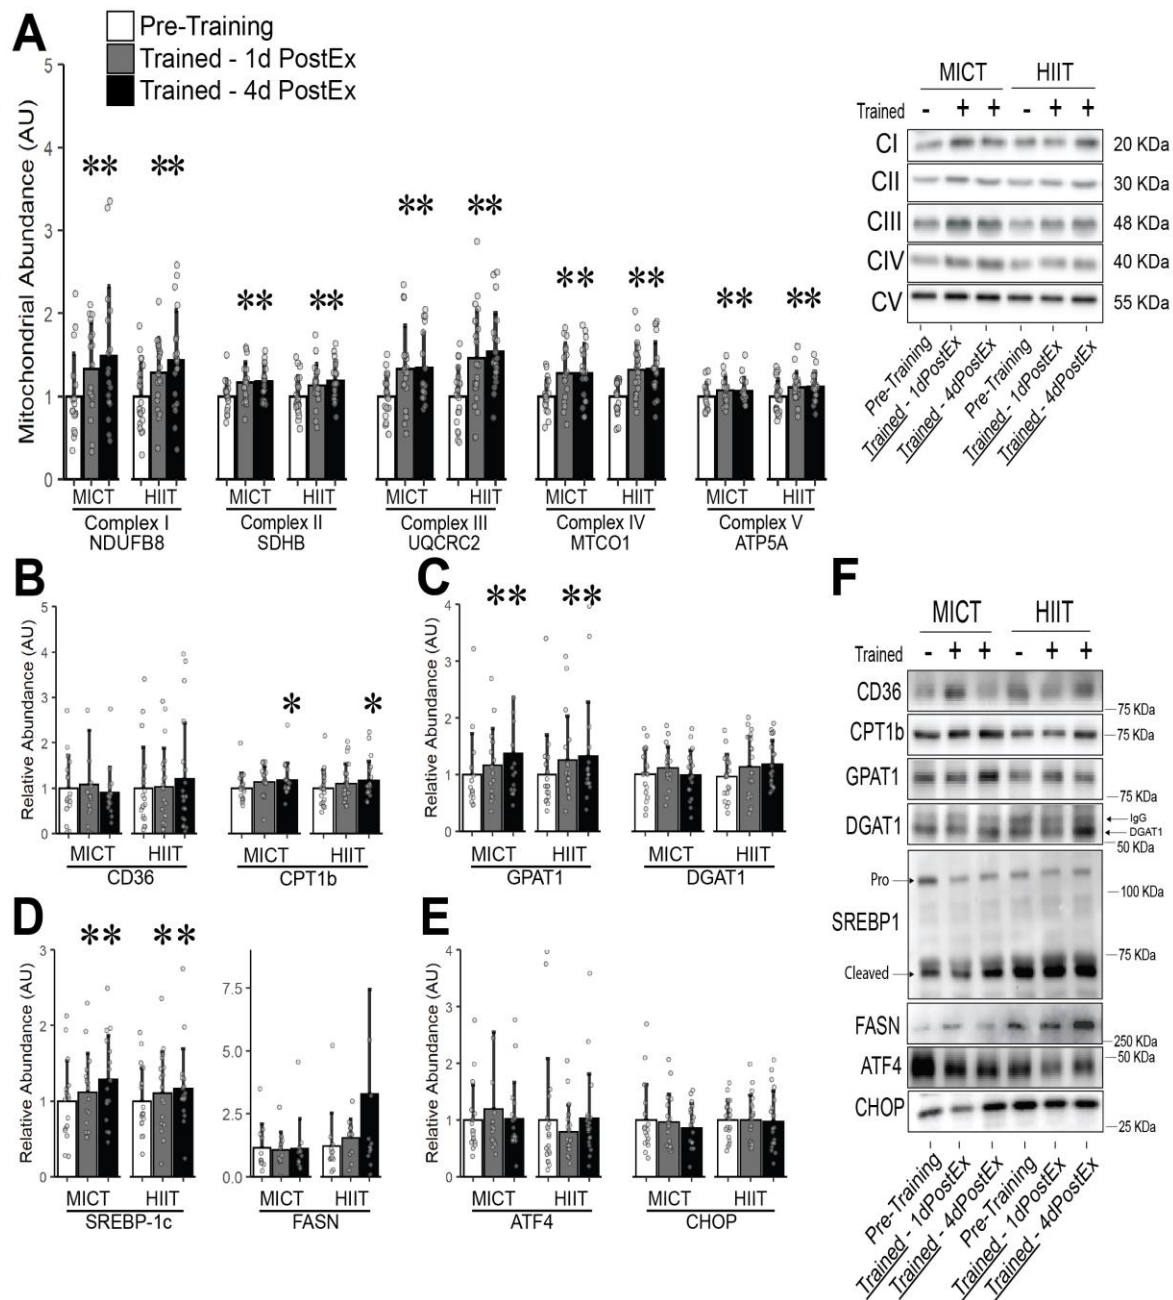 A
Pre-Training
Trained - 1d PostEx
Trained - 4d PostEx
Mitochondrial Abundance (AU)
5
4
3
2
1
0
** ** ** ** ** ** ** ** ** **
MICT HIIT MICT HIIT MICT HIIT MICT HIIT MICT HIIT
Complex I Complex II Complex III Complex IV Complex V
NDUFB8 SDHB UQCRC2 MTCO1 ATP5A
MICT HIIT
Trained - + + - + +
CI 20 KDa
CII 30 KDa
CIII 48 KDa
CIV 40 KDa
CV 55 KDa
Pre-Training
Trained - 1dPostEx
Trained - 4dPostEx
Pre-Training
Trained - 1dPostEx
Trained - 4dPostEx
B
Relative Abundance (AU)
5
4
3
2
1
0
* *
MICT HIIT MICT HIIT
CD36 CPT1b
C
Relative Abundance (AU)
4
3
2
1
0
** **
MICT HIIT MICT HIIT
GPAT1 DGAT1
D
Relative Abundance (AU)
3
2
1
0
** **
MICT HIIT
SREBP-1c
7.5
5.0
2.5
0.0
MICT HIIT
FASN
E
Relative Abundance (AU)
4
3
2
1
0
MICT HIIT MICT HIIT
ATF4 CHOP
F
MICT HIIT
Trained - + + - + +
CD36 75 KDa
CPT1b 75 KDa
GPAT1 75 KDa
DGAT1 IgG
DGAT1
50 KDa
Pro 100 KDa
SREBP1
75 KDa
Cleaved
FASN 250 KDa
ATF4 50 KDa
CHOP 25 KDa
Pre-Training
Trained - 1dPostEx
Trained - 4dPostEx
Pre-Training
Trained - 1dPostEx
Trained - 4dPostEx